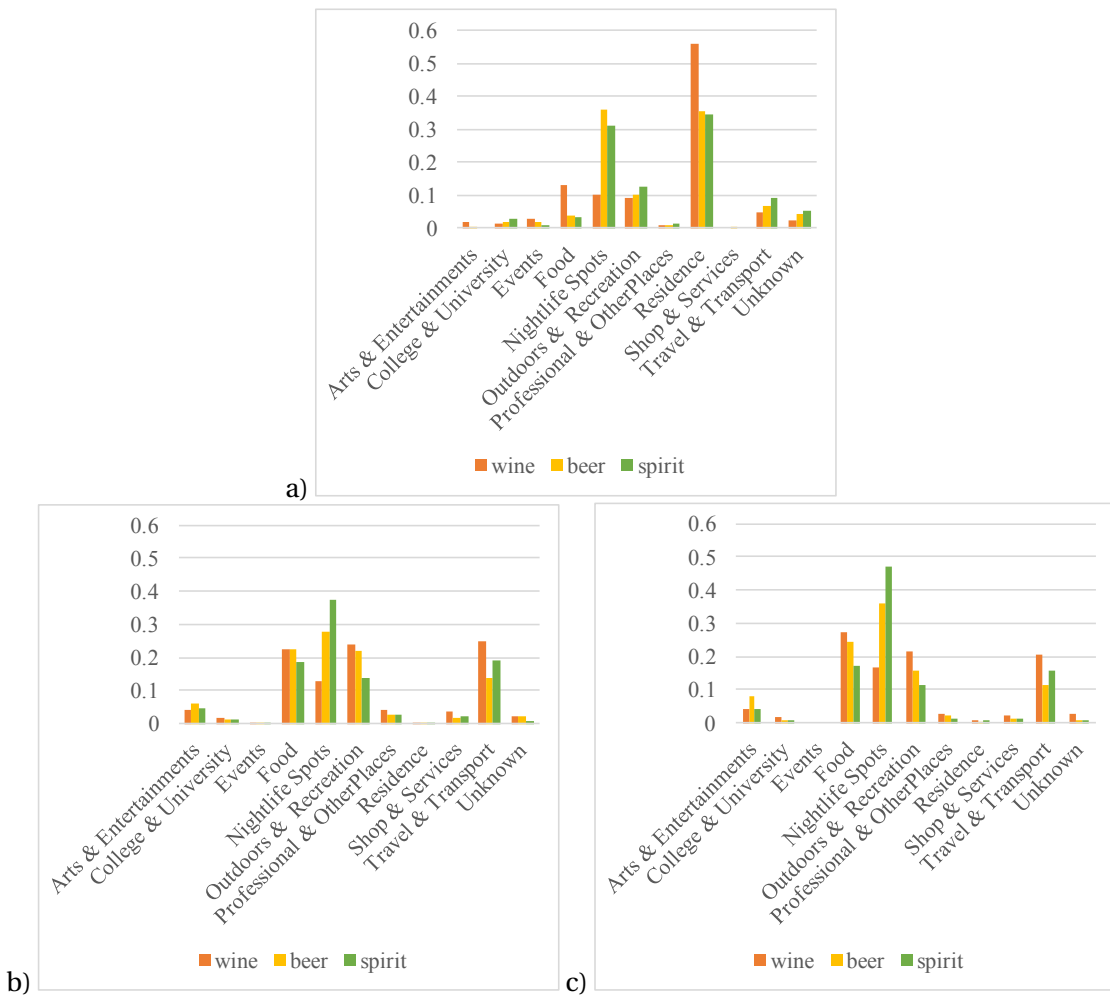 0.6
0.5
0.4
0.3
0.2
0.1
0
Arts & Entertainments
College & University
Events
Food
Nightlife Spots
Outdoors &  Recreation
Professional & OtherPlaces
Residence
Shop & Services
Travel & Transport
Unknown
wine beer spirit
a)
0.6
0.5
0.4
0.3
0.2
0.1
0
Arts & Entertainments
College & University
Events
Food
Nightlife Spots
Outdoors &  Recreation
Professional & OtherPlaces
Residence
Shop & Services
Travel & Transport
Unknown
wine beer spirit
b)
0.6
0.5
0.4
0.3
0.2
0.1
0
Arts & Entertainments
College & University
Events
Food
Nightlife Spots
Outdoors &  Recreation
Professional & OtherPlaces
Residence
Shop & Services
Travel & Transport
Unknown
wine beer spirit
c)